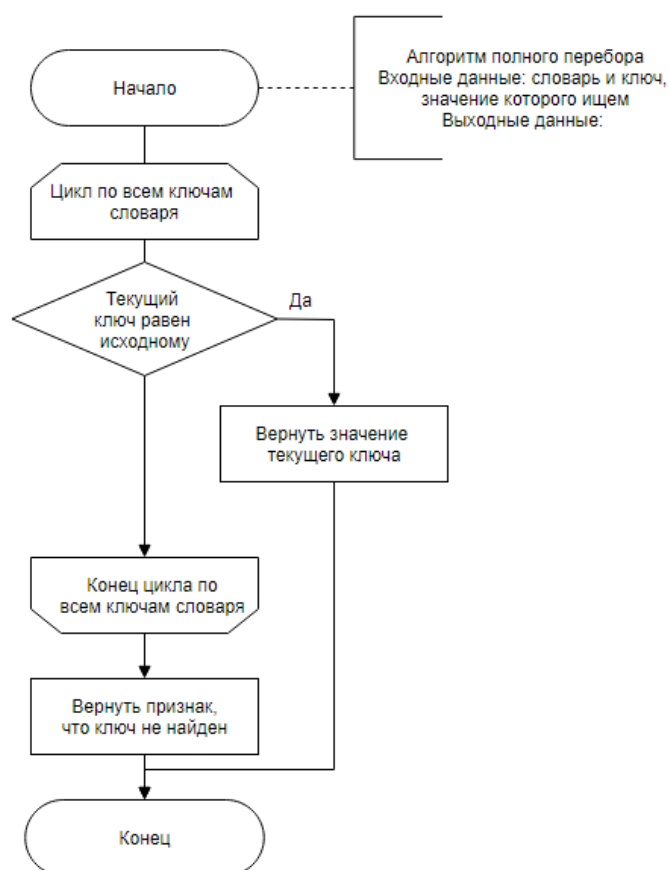 Начало
Алгоритм полного перебора
Входные данные: словарь и ключ,
значение которого ищем
Выходные данные:
Цикл по всем ключам
словаря
Текущий
ключ равен
исходному
Да
Вернуть значение
текущего ключа
Конец цикла по
всем ключам словаря
Вернуть признак,
что ключ не найден
Конец